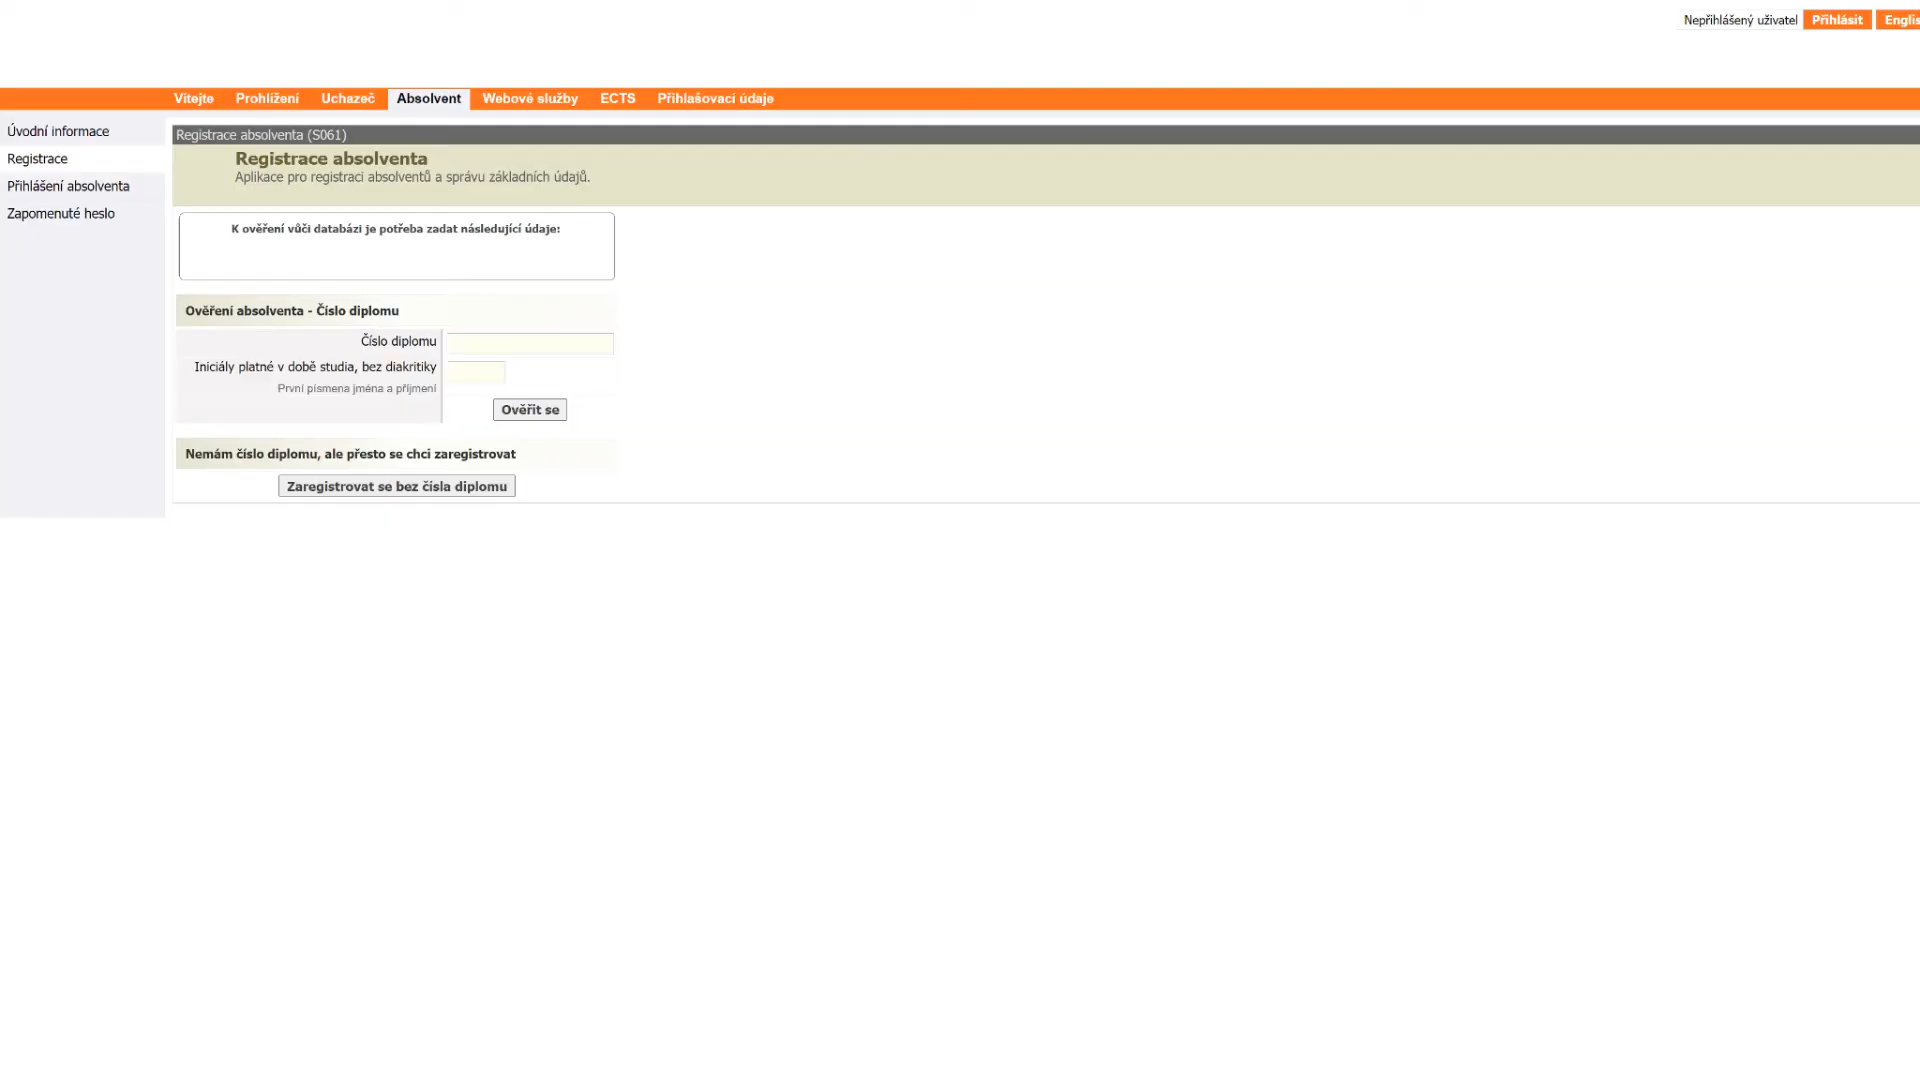 Nepřihlášený uživatel Přihlásit Englis
Vítejte Prohlížení Uchazeč Absolvent Webové služby ECTS Přihlašovací údaje
Úvodní informace
Registrace
Přihlášení absolventa
Zapomenuté heslo
Registrace absolventa (S061)
Registrace absolventa
Aplikace pro registraci absolventů a správu základních údajů.
K ověření vůči databázi je potřeba zadat následující údaje:
Ověření absolventa - Číslo diplomu
Číslo diplomu
Iniciály platné v době studia, bez diakritiky
První písmena jména a příjmení
Ověřit se
Nemám číslo diplomu, ale přesto se chci zaregistrovat
Zaregistrovat se bez čísla diplomu